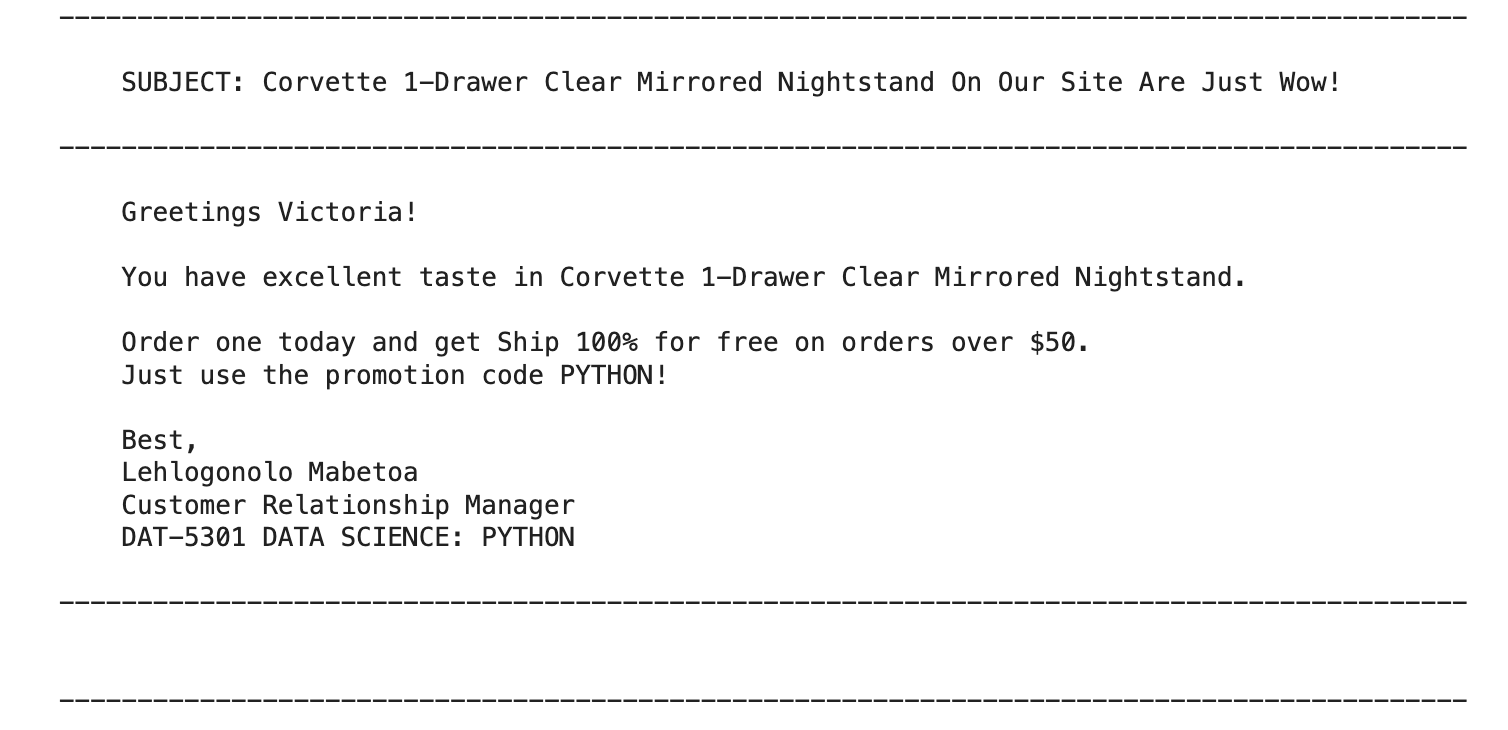 SUBJECT: Corvette 1-Drawer Clear Mirrored Nightstand On Our Site Are Just Wow!
Greetings Victoria!
You have excellent taste in Corvette 1-Drawer Clear Mirrored Nightstand.
Order one today and get Ship 100% for free on orders over $50.
Just use the promotion code PYTHON!
Best,
Lehlogonolo Mabetoa
Customer Relationship Manager
DAT-5301 DATA SCIENCE: PYTHON